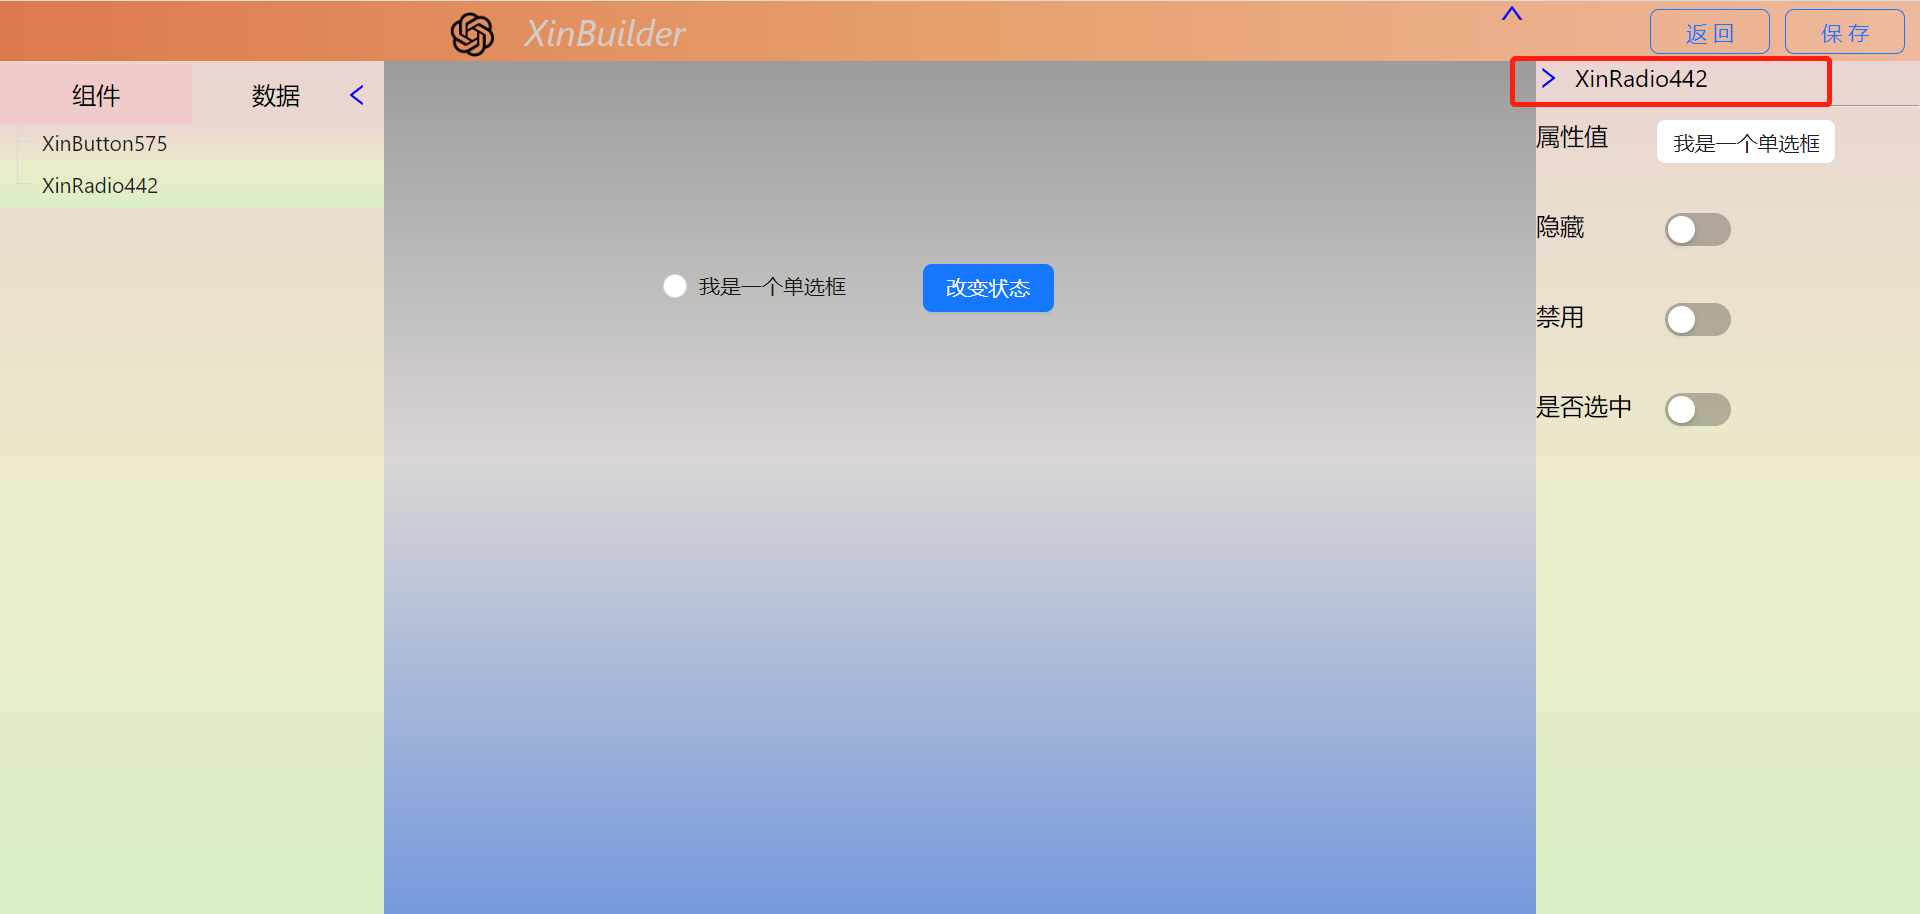 XinBuilder
返 回
保 存
组件
数据
XinButton575
XinRadio442
我是一个单选框
改变状态
XinRadio442
属性值
我是一个单选框
隐藏
禁用
是否选中